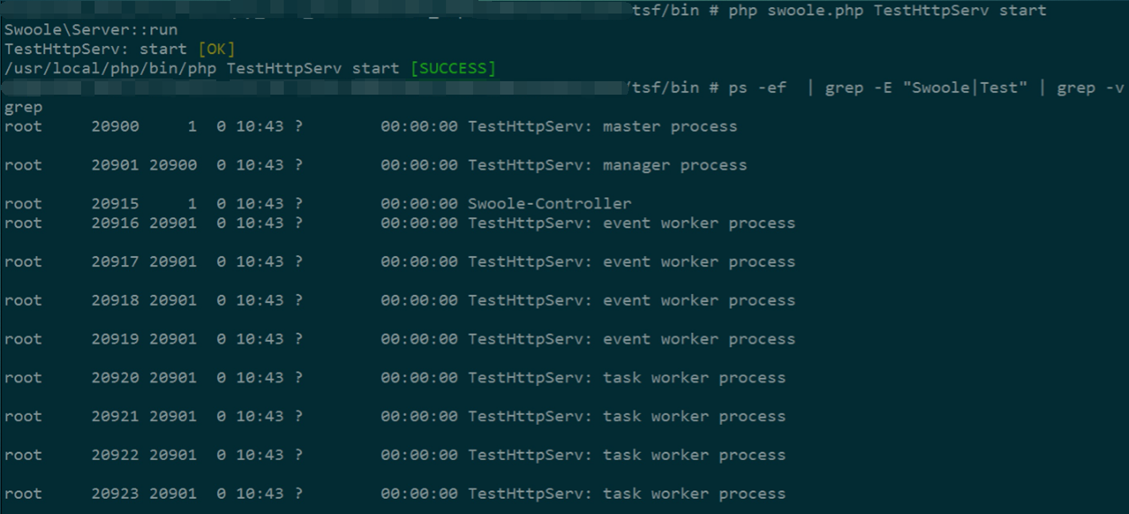 tsf/bin # php swoole.php TestHttpServ start
Swoole\Server::run
TestHttpServ: start [OK]
/usr/local/php/bin/php TestHttpServ start [SUCCESS]
/tsf/bin # ps -ef  | grep -E "Swoole|Test" | grep -v
grep
root     20900     1  0 10:43 ?        00:00:00 TestHttpServ: master process
root     20901 20900  0 10:43 ?        00:00:00 TestHttpServ: manager process
root     20915     1  0 10:43 ?        00:00:00 Swoole-Controller
root     20916 20901  0 10:43 ?        00:00:00 TestHttpServ: event worker process
root     20917 20901  0 10:43 ?        00:00:00 TestHttpServ: event worker process
root     20918 20901  0 10:43 ?        00:00:00 TestHttpServ: event worker process
root     20919 20901  0 10:43 ?        00:00:00 TestHttpServ: event worker process
root     20920 20901  0 10:43 ?        00:00:00 TestHttpServ: task worker process
root     20921 20901  0 10:43 ?        00:00:00 TestHttpServ: task worker process
root     20922 20901  0 10:43 ?        00:00:00 TestHttpServ: task worker process
root     20923 20901  0 10:43 ?        00:00:00 TestHttpServ: task worker process